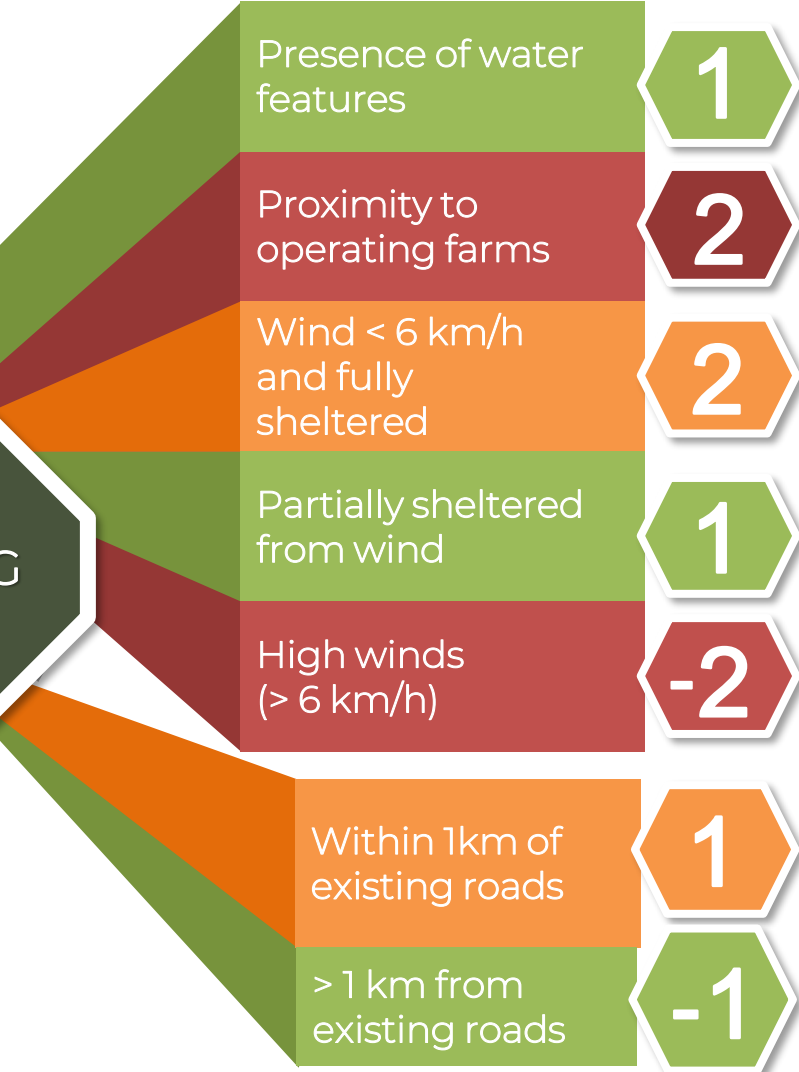 Presence of water
features
1
Proximity to
operating farms
2
Wind < 6 km/h
and fully
sheltered
2
Partially sheltered
from wind
1
G
High winds
(> 6 km/h)
-2
Within 1km of
existing roads
1
> 1 km from
existing roads
-1